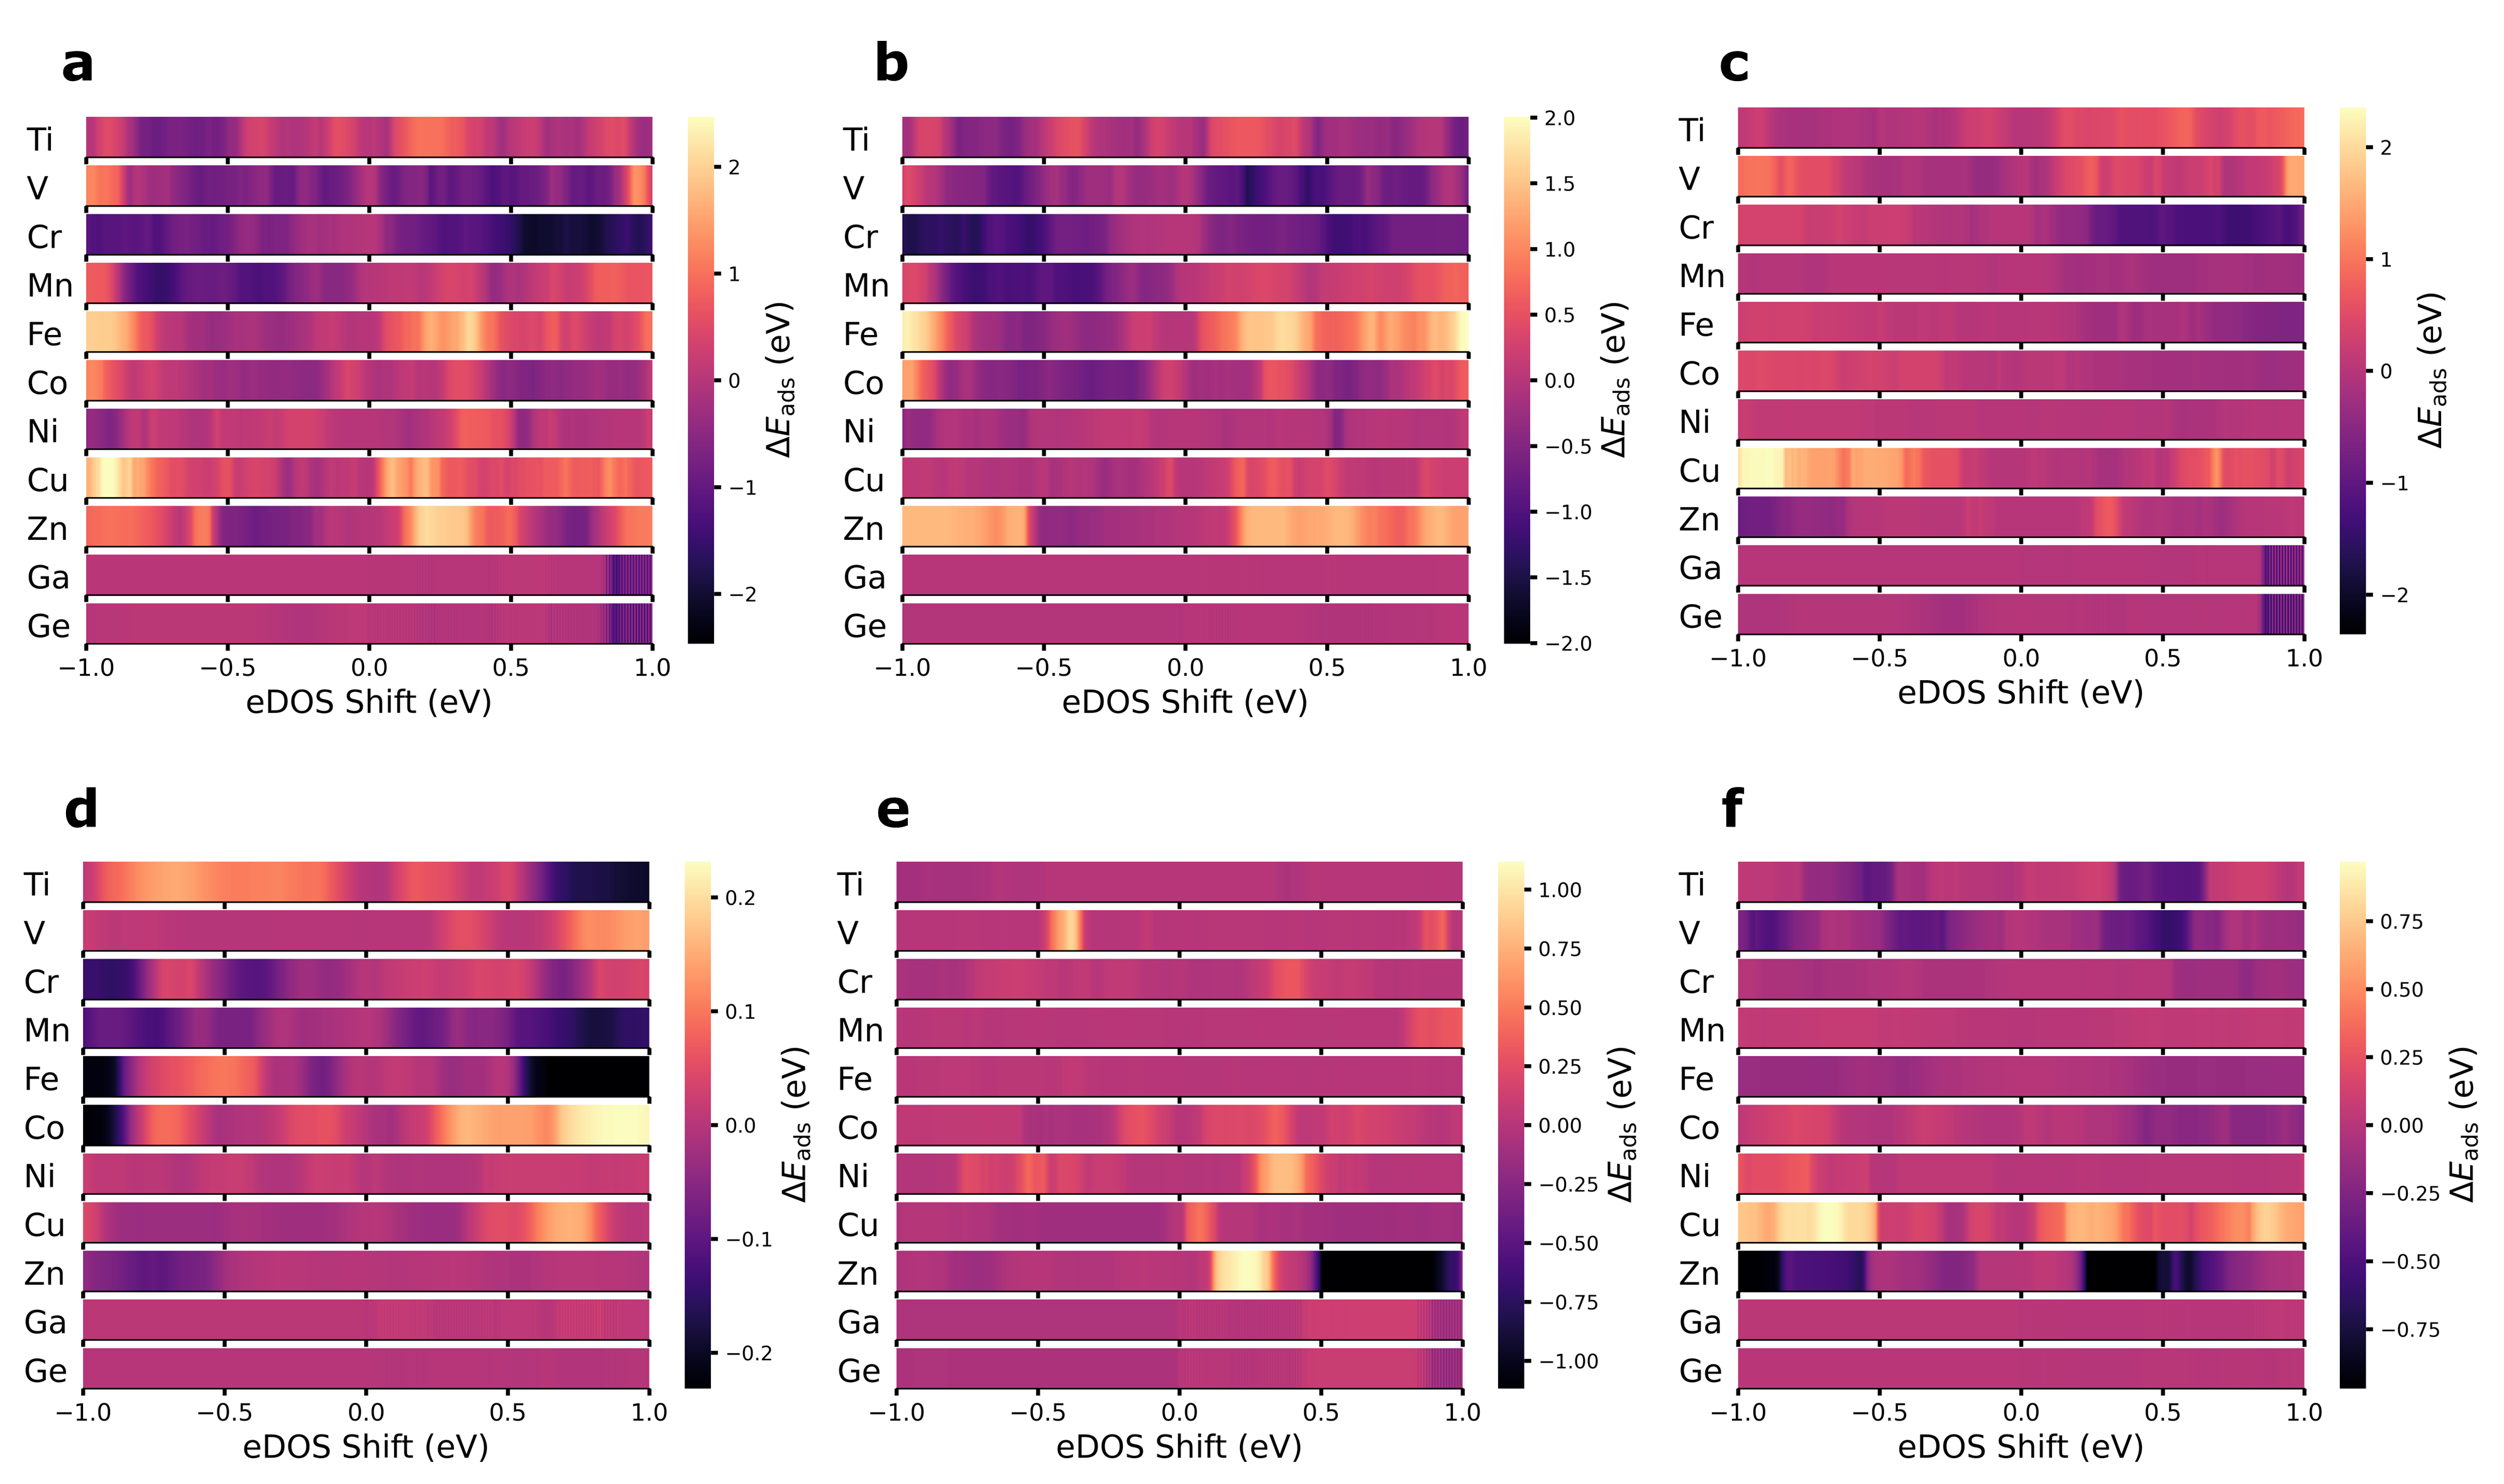 a
Ti
V
Cr
Mn
Fe
Co
Ni
Cu
Zn
Ga
Ge
−1.0 −0.5 0.0 0.5 1.0
eDOS Shift (eV)
2
1
0
−1
−2
ΔEads (eV)
b
Ti
V
Cr
Mn
Fe
Co
Ni
Cu
Zn
Ga
Ge
−1.0 −0.5 0.0 0.5 1.0
eDOS Shift (eV)
2.0
1.5
1.0
0.5
0.0
−0.5
−1.0
−1.5
−2.0
ΔEads (eV)
c
Ti
V
Cr
Mn
Fe
Co
Ni
Cu
Zn
Ga
Ge
−1.0 −0.5 0.0 0.5 1.0
eDOS Shift (eV)
2
1
0
−1
−2
ΔEads (eV)
d
Ti
V
Cr
Mn
Fe
Co
Ni
Cu
Zn
Ga
Ge
−1.0 −0.5 0.0 0.5 1.0
eDOS Shift (eV)
0.2
0.1
0.0
−0.1
−0.2
ΔEads (eV)
e
Ti
V
Cr
Mn
Fe
Co
Ni
Cu
Zn
Ga
Ge
−1.0 −0.5 0.0 0.5 1.0
eDOS Shift (eV)
1.00
0.75
0.50
0.25
0.00
−0.25
−0.50
−0.75
−1.00
ΔEads (eV)
f
Ti
V
Cr
Mn
Fe
Co
Ni
Cu
Zn
Ga
Ge
−1.0 −0.5 0.0 0.5 1.0
eDOS Shift (eV)
0.75
0.50
0.25
0.00
−0.25
−0.50
−0.75
ΔEads (eV)